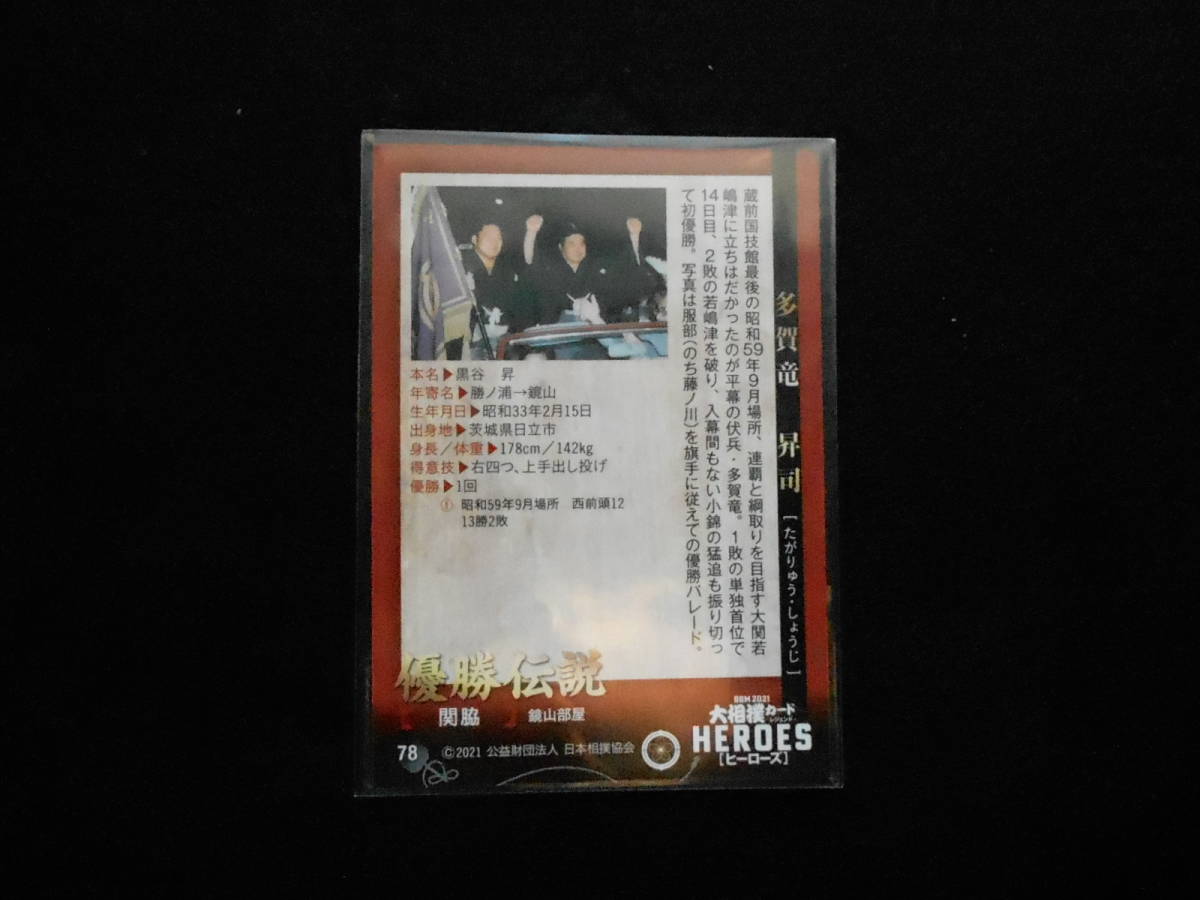 多賀竜 昇司 [たがりゅう・しょうじ]
蔵前国技館最後の昭和59年9月場所、連覇と綱取りを目指す大関若
嶋津に立ちはだかったのが平幕の伏兵・多賀竜。1敗の単独首位で
14日目、2敗の若嶋津を破り、入幕間もない小錦の猛追も振り切っ
て初優勝。写真は服部(のち藤ノ川)を旗手に従えての優勝パレード。
本名▶黒谷 昇
年寄名▶勝ノ浦→鏡山
生年月日▶昭和33年2月15日
出身地▶茨城県日立市
身長/体重▶178cm/142kg
得意技▶右四つ、上手出し投げ
優勝▶1回
① 昭和59年9月場所 西前頭12
13勝2敗
優勝伝説
関脇 鏡山部屋
78 ©2021 公益財団法人 日本相撲協会
BBM2021
大相撲カード
レジェンド
HEROES
[ヒーローズ]